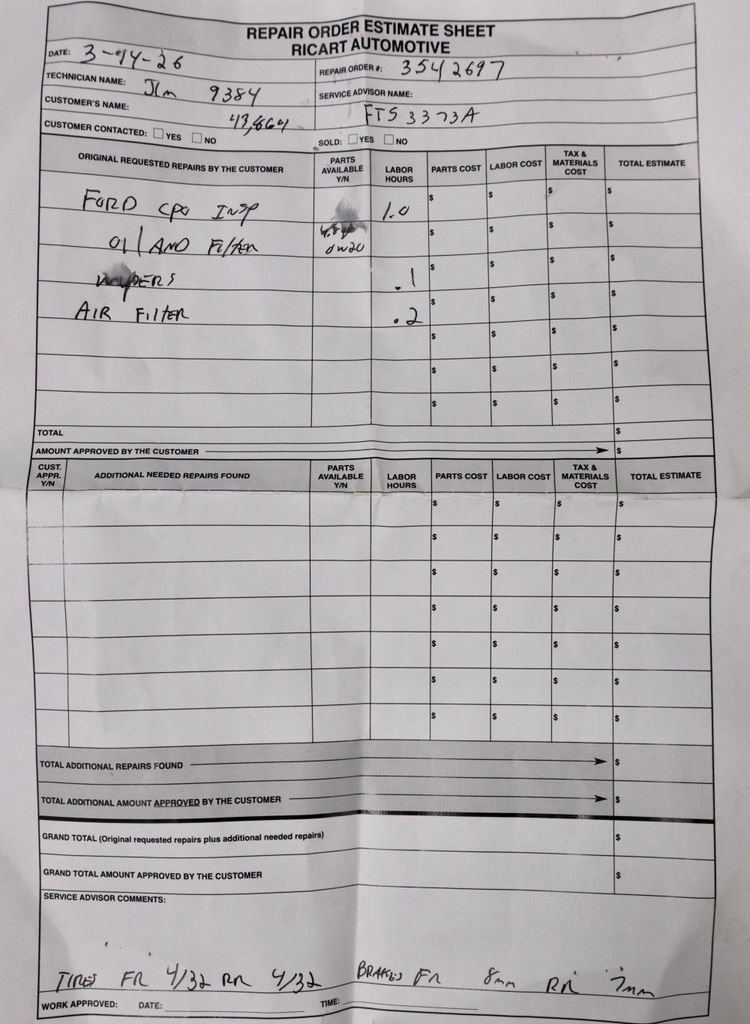 REPAIR ORDER ESTIMATE SHEET
RICART AUTOMOTIVE
DATE: 3-14-26
REPAIR ORDER #: 3542697
TECHNICIAN NAME: Jim 9384
SERVICE ADVISOR NAME:
CUSTOMER'S NAME: 49,864
FTS 3373A
CUSTOMER CONTACTED: ☐ YES ☐ NO
SOLD: ☐ YES ☐ NO
ORIGINAL REQUESTED REPAIRS BY THE CUSTOMER PARTS AVAILABLE Y/N LABOR HOURS PARTS COST LABOR COST TAX & MATERIALS COST TOTAL ESTIMATE
FORD CPO INSP 1.0 $ $ $ $
OIl AND FilTER 0w20 $ $ $ $
WyPERS .1 $ $ $ $
AIR FilTER .2 $ $ $ $
$ $ $ $
$ $ $ $
$ $ $ $
TOTAL $
AMOUNT APPROVED BY THE CUSTOMER $
CUST. APPR. Y/N ADDITIONAL NEEDED REPAIRS FOUND PARTS AVAILABLE Y/N LABOR HOURS PARTS COST LABOR COST TAX & MATERIALS COST TOTAL ESTIMATE
$ $ $ $
$ $ $ $
$ $ $ $
$ $ $ $
$ $ $ $
$ $ $ $
$ $ $ $
TOTAL ADDITIONAL REPAIRS FOUND $
TOTAL ADDITIONAL AMOUNT APPROVED BY THE CUSTOMER $
GRAND TOTAL (Original requested repairs plus additional needed repairs) $
GRAND TOTAL AMOUNT APPROVED BY THE CUSTOMER $
SERVICE ADVISOR COMMENTS:
TIRES FR 4/32 RR 4/32 BRAKES FR 8mm RR 7mm
WORK APPROVED: DATE: TIME: